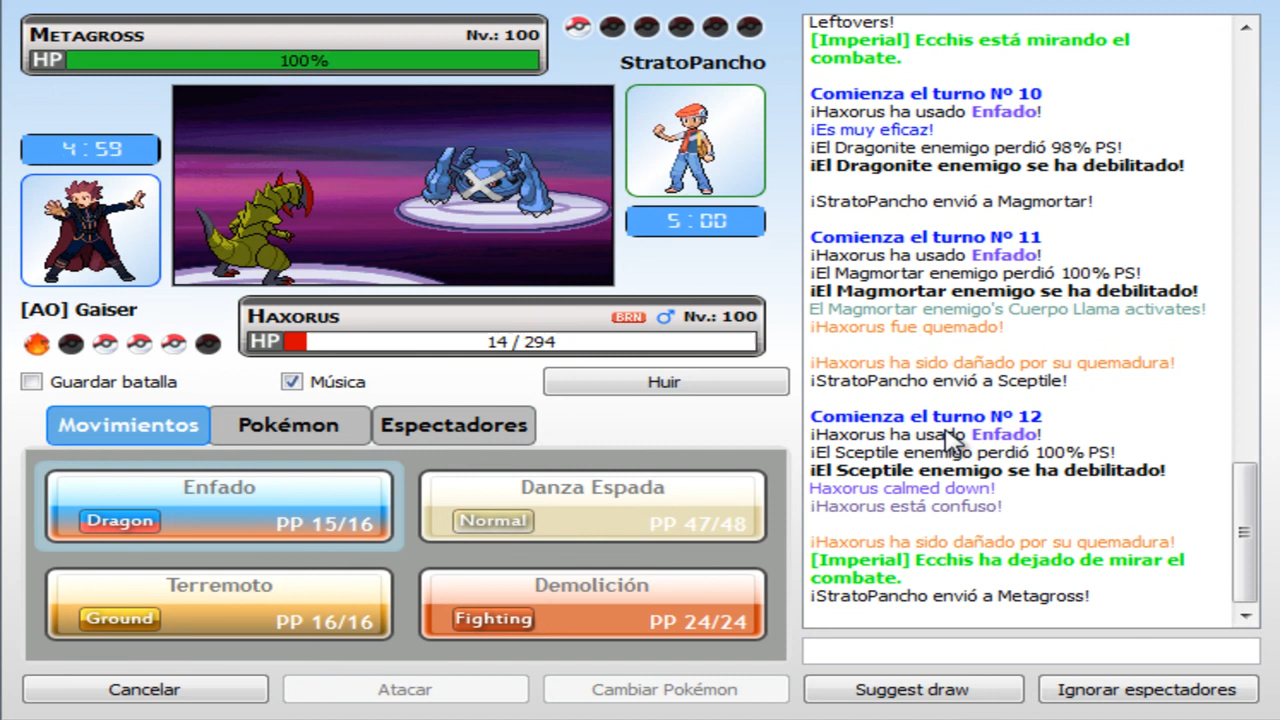 METAGROSS Nv.: 100
HP 100%
StratoPancho
4:59
5:00
[AO] Gaiser
HAXORUS BRN ♂ Nv.: 100
HP 14 / 294
Guardar batalla Música Huir
Movimientos Pokémon Espectadores
Enfado
Dragon PP 15/16
Danza Espada
Normal PP 47/48
Terremoto
Ground PP 16/16
Demolición
Fighting PP 24/24
Cancelar Atacar Cambiar Pokémon
Leftovers!
[Imperial] Ecchis está mirando el
combate.
Comienza el turno Nº 10
¡Haxorus ha usado Enfado!
¡Es muy eficaz!
¡El Dragonite enemigo perdió 98% PS!
¡El Dragonite enemigo se ha debilitado!
¡StratoPancho envió a Magmortar!
Comienza el turno Nº 11
¡Haxorus ha usado Enfado!
¡El Magmortar enemigo perdió 100% PS!
¡El Magmortar enemigo se ha debilitado!
El Magmortar enemigo's Cuerpo Llama activates!
¡Haxorus fue quemado!
¡Haxorus ha sido dañado por su quemadura!
¡StratoPancho envió a Sceptile!
Comienza el turno Nº 12
¡Haxorus ha usado Enfado!
¡El Sceptile enemigo perdió 100% PS!
¡El Sceptile enemigo se ha debilitado!
Haxorus calmed down!
¡Haxorus está confuso!
¡Haxorus ha sido dañado por su quemadura!
[Imperial] Ecchis ha dejado de mirar el
combate.
¡StratoPancho envió a Metagross!
Suggest draw Ignorar espectadores